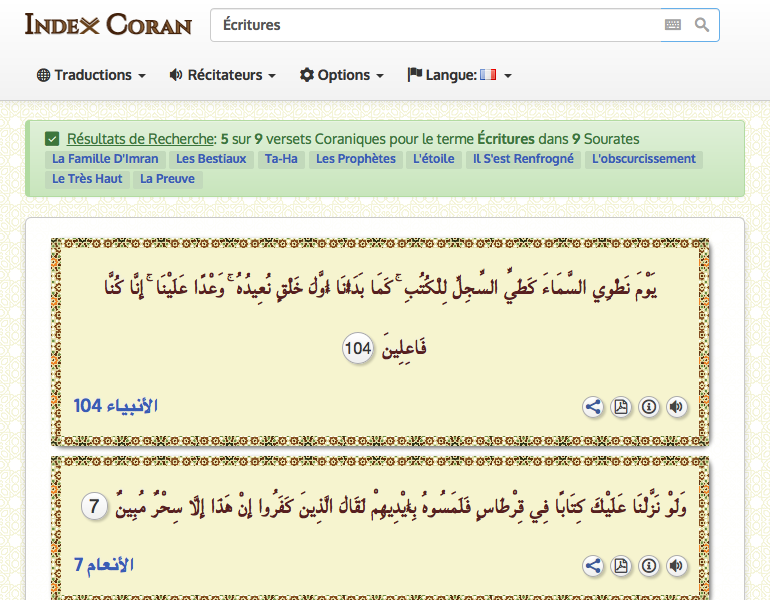 Index Coran
Écritures
Traductions
Récitateurs
Options
Langue:
Résultats de Recherche: 5 sur 9 versets Coraniques pour le terme Écritures dans 9 Sourates
La Famille D'Imran Les Bestiaux Ta-Ha Les Prophètes L'étoile Il S'est Renfrogné L'obscurcissement
Le Très Haut La Preuve
يَوْمَ نَطْوِي السَّمَاءَ كَطَيِّ السِّجِلِّ لِلْكُتُبِ ۚ كَمَا بَدَأْنَا أَوَّلَ خَلْقٍ نُعِيدُهُ ۚ وَعْدًا عَلَيْنَا ۚ إِنَّا كُنَّا
فَاعِلِينَ 104
الأنبياء 104
وَلَوْ نَزَّلْنَا عَلَيْكَ كِتَابًا فِي قِرْطَاسٍ فَلَمَسُوهُ بِأَيْدِيهِمْ لَقَالَ الَّذِينَ كَفَرُوا إِنْ هَٰذَا إِلَّا سِحْرٌ مُبِينٌ 7
الأنعام 7